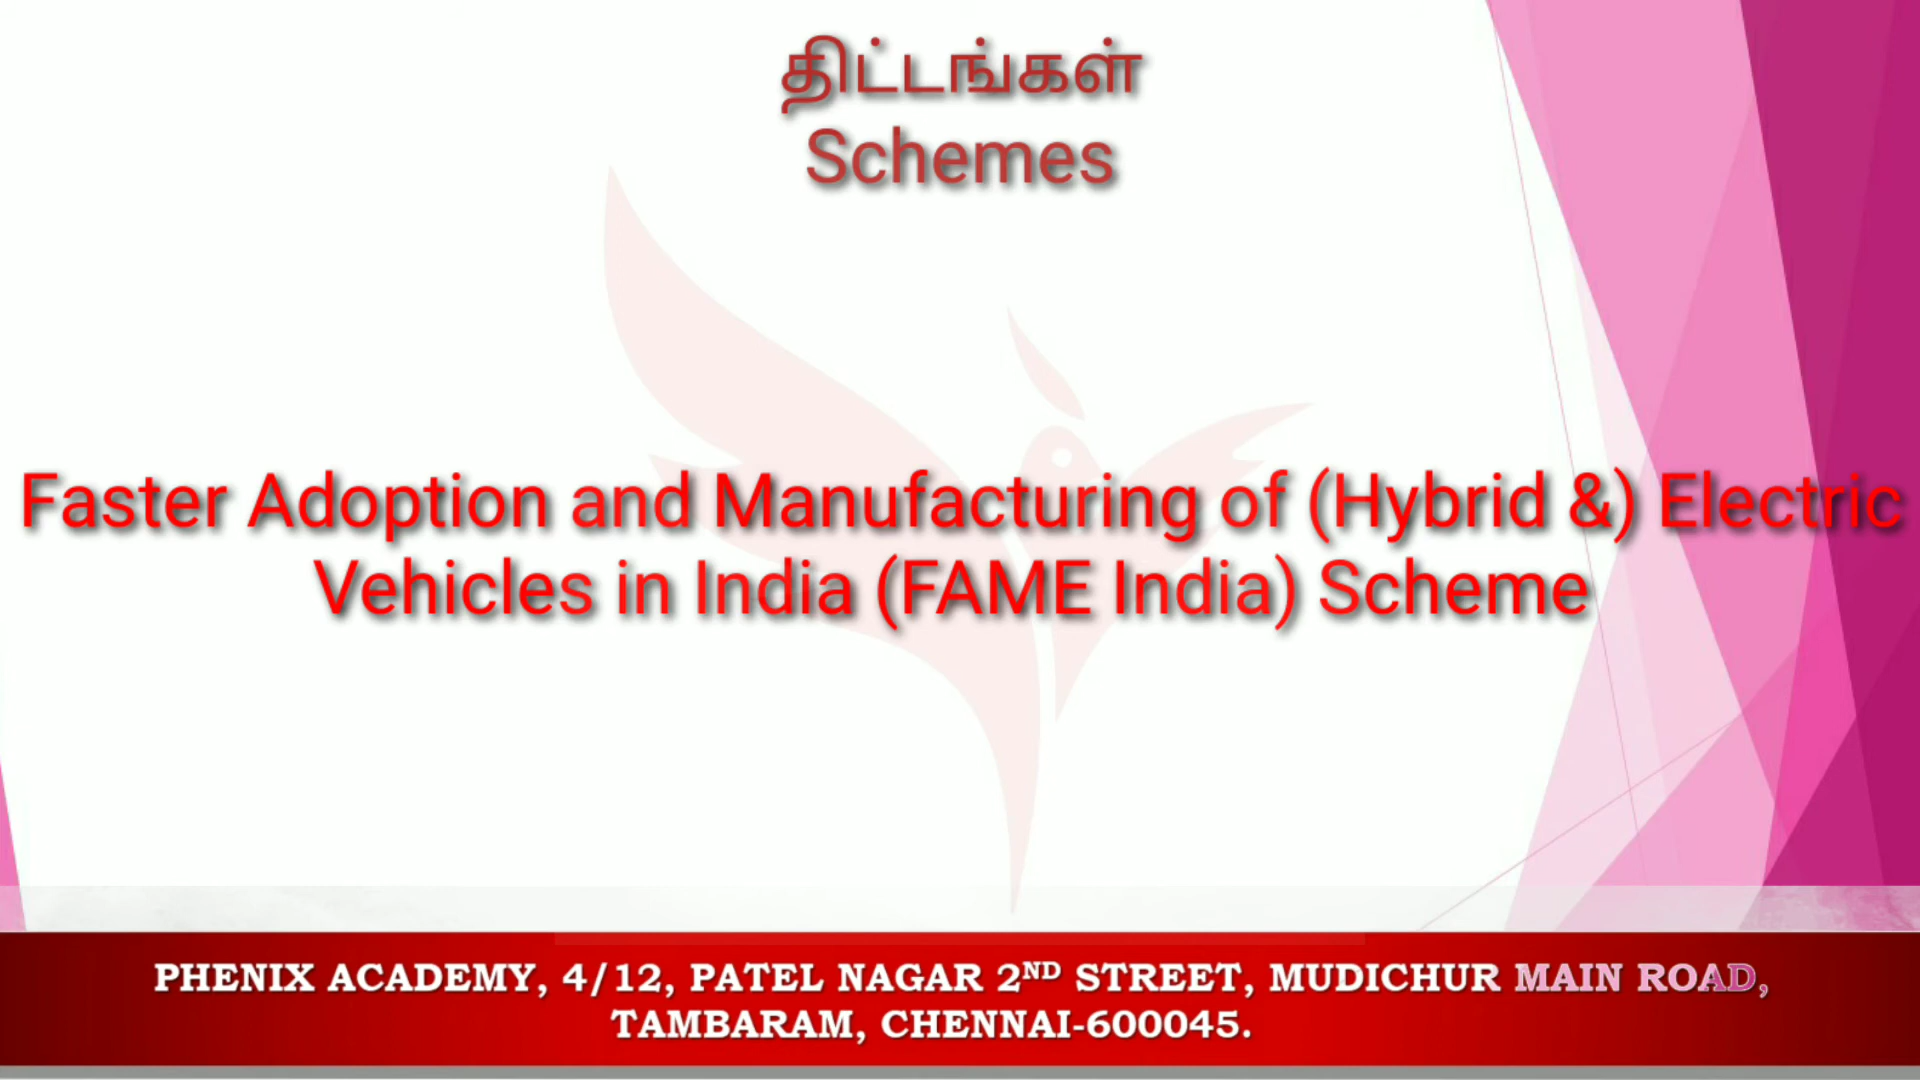 திட்டங்கள்
Schemes
Faster Adoption and Manufacturing of (Hybrid &) Electric
Vehicles in India (FAME India) Scheme
PHENIX ACADEMY, 4/12, PATEL NAGAR 2ND STREET, MUDICHUR MAIN ROAD,
TAMBARAM, CHENNAI-600045.